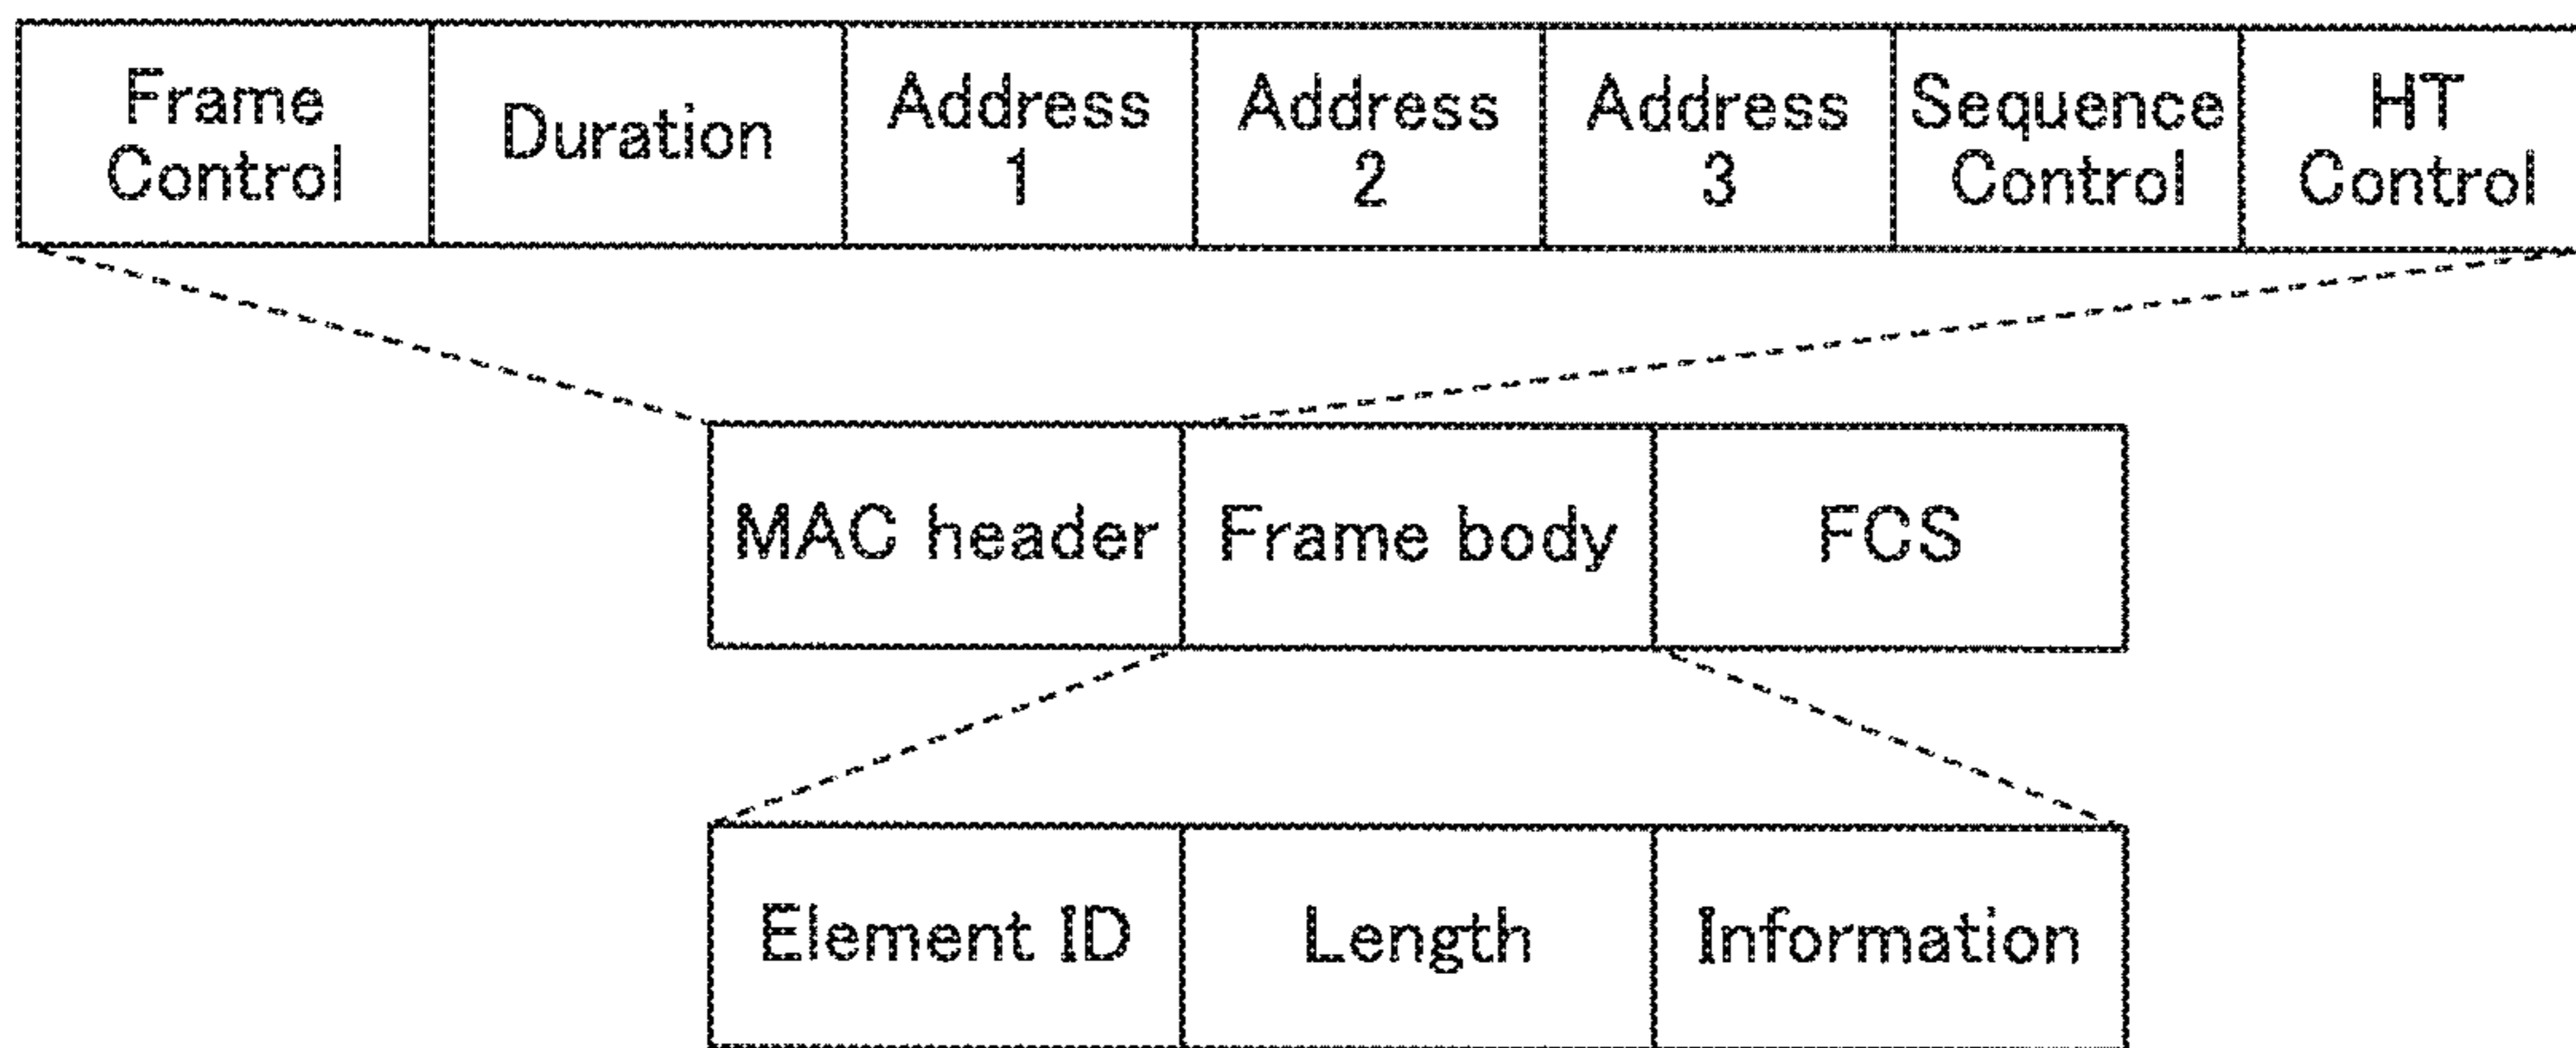 Frame
Control
Duration
Address
1
Address
2
Address
3
Sequence
Control
HT
Control
MAC header
Frame body
FCS
Element ID
Length
Information